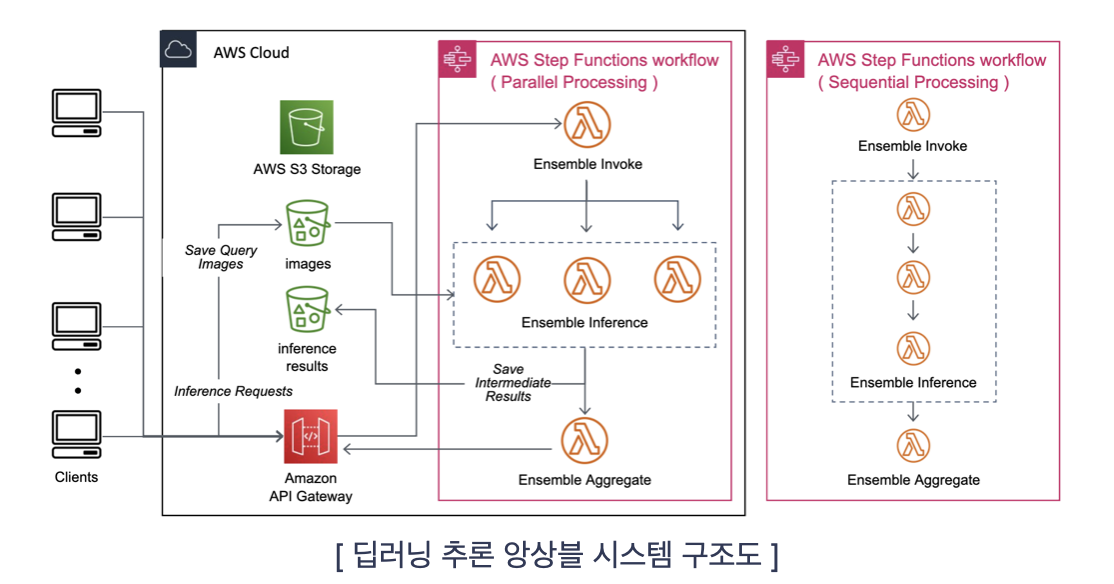 AWS Cloud
AWS Step Functions workflow
( Parallel Processing )
AWS S3 Storage
Ensemble Invoke
Save Query
Images
images
Ensemble Inference
inference
results
Save
Intermediate
Results
Inference Requests
Clients
Amazon
API Gateway
Ensemble Aggregate
AWS Step Functions workflow
( Sequential Processing )
Ensemble Invoke
Ensemble Inference
Ensemble Aggregate
[ 딥러닝 추론 앙상블 시스템 구조도 ]